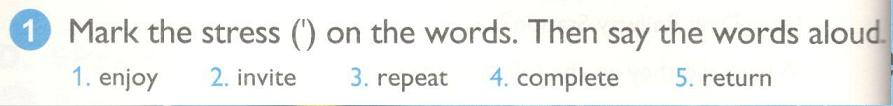 1 Mark the stress (') on the words. Then say the words aloud.
1. enjoy 2. invite 3. repeat 4. complete 5. return